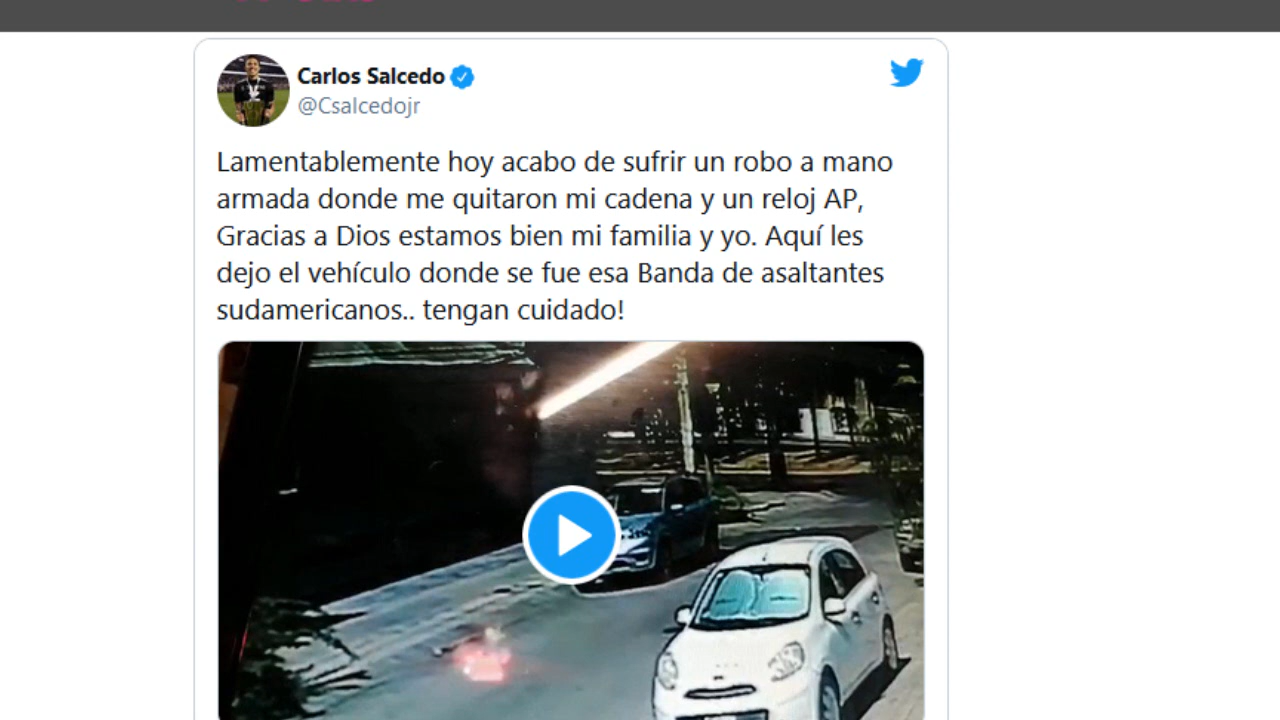 Carlos Salcedo
@Csalcedojr
Lamentablemente hoy acabo de sufrir un robo a mano
armada donde me quitaron mi cadena y un reloj AP,
Gracias a Dios estamos bien mi familia y yo. Aquí les
dejo el vehículo donde se fue esa Banda de asaltantes
sudamericanos.. tengan cuidado!